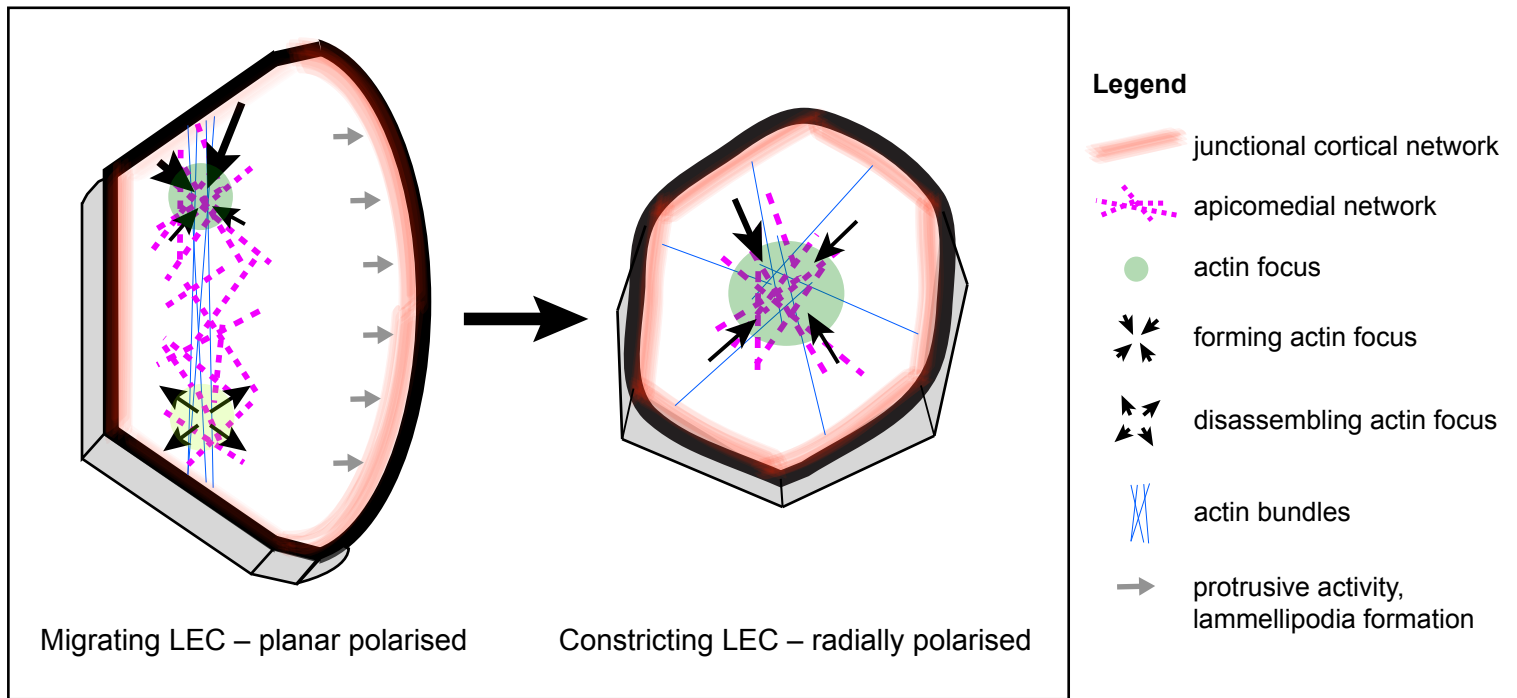 Migrating LEC – planar polarised
Constricting LEC – radially polarised
Legend
junctional cortical network
apicomedial network
actin focus
forming actin focus
disassembling actin focus
actin bundles
protrusive activity,
lammellipodia formation